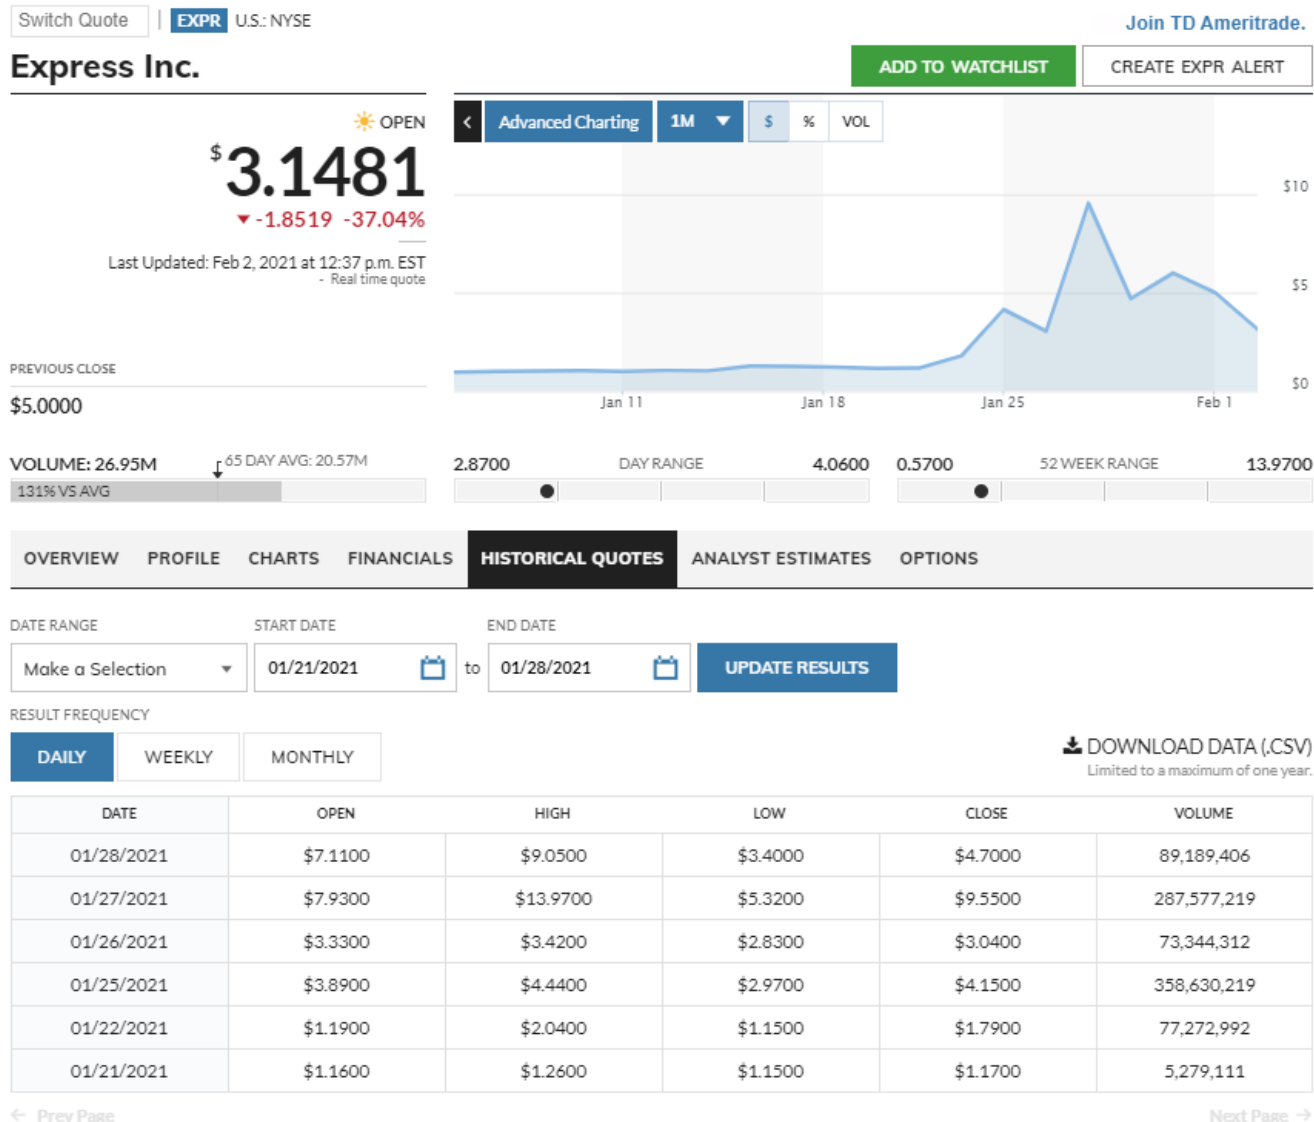 Switch Quote | EXPR U.S.: NYSE
Join TD Ameritrade.
Express Inc.
ADD TO WATCHLIST CREATE EXPR ALERT
OPEN
$3.1481
-1.8519 -37.04%
Last Updated: Feb 2, 2021 at 12:37 p.m. EST
- Real time quote
PREVIOUS CLOSE
$5.0000
< Advanced Charting 1M $ % VOL
$10
$5
$0
Jan 11 Jan 18 Jan 25 Feb 1
VOLUME: 26.95M 65 DAY AVG: 20.57M
131% VS AVG
2.8700 DAY RANGE 4.0600
0.5700 52 WEEK RANGE 13.9700
OVERVIEW PROFILE CHARTS FINANCIALS HISTORICAL QUOTES ANALYST ESTIMATES OPTIONS
DATE RANGE START DATE END DATE
Make a Selection 01/21/2021 to 01/28/2021 UPDATE RESULTS
RESULT FREQUENCY
DAILY WEEKLY MONTHLY
DOWNLOAD DATA (.CSV)
Limited to a maximum of one year.
DATE OPEN HIGH LOW CLOSE VOLUME
01/28/2021 $7.1100 $9.0500 $3.4000 $4.7000 89,189,406
01/27/2021 $7.9300 $13.9700 $5.3200 $9.5500 287,577,219
01/26/2021 $3.3300 $3.4200 $2.8300 $3.0400 73,344,312
01/25/2021 $3.8900 $4.4400 $2.9700 $4.1500 358,630,219
01/22/2021 $1.1900 $2.0400 $1.1500 $1.7900 77,272,992
01/21/2021 $1.1600 $1.2600 $1.1500 $1.1700 5,279,111
← Prev Page Next Page →